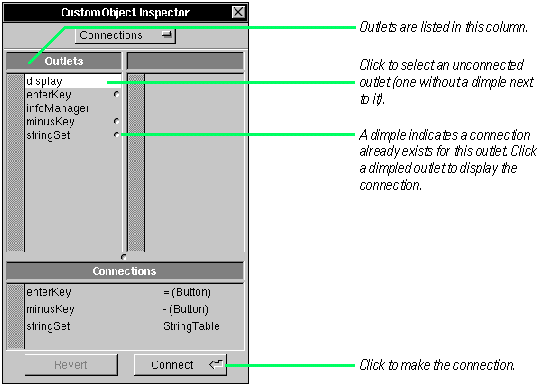 CustomObject Inspector
Connections
Outlets
display
enterKey
infoManager
minusKey
stringSet
Connections
enterKey = (Button)
minusKey - (Button)
stringSet StringTable
Revert Connect
Outlets are listed in this column.
Click to select an unconnected
outlet (one without a dimple next
to it).
A dimple indicates a connection
already exists for this outlet. Click
a dimpled outlet to display the
connection.
Click to make the connection.